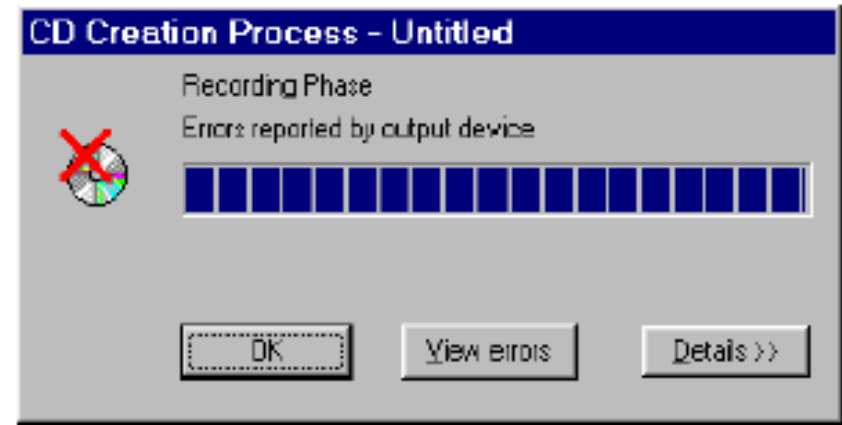 CD Creation Process - Untitled
Recording Phase
Errors reported by output device
OK
View errors
Details >>